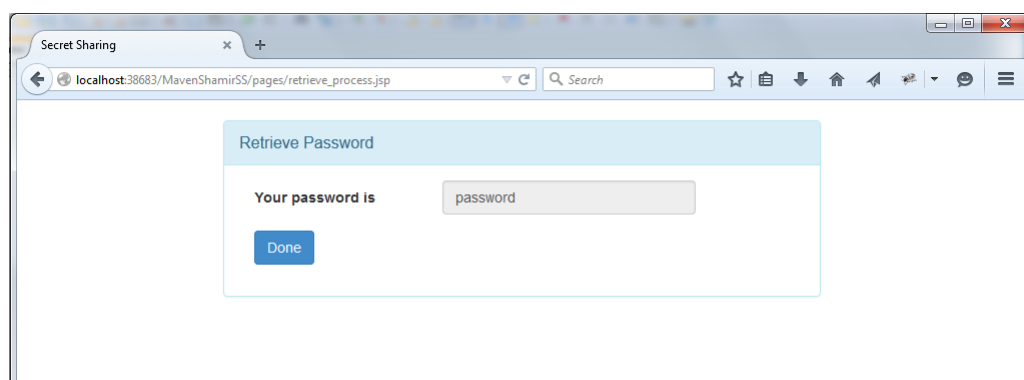 Secret Sharing
localhost:38683/MavenShamirSS/pages/retrieve_process.jsp
Search
Retrieve Password
Your password is password
Done